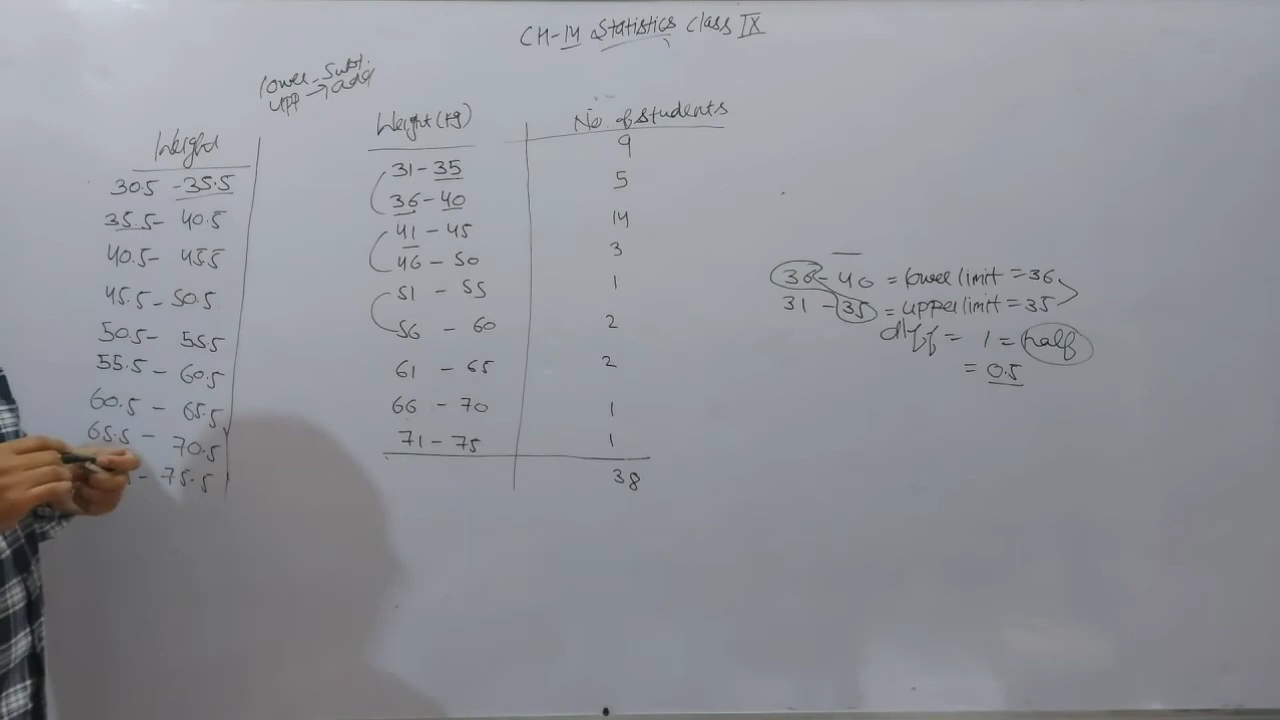 CH-14 Statistics Class IX
lower - Subt.
upp → add
Weight
30.5 - 35.5
35.5 - 40.5
40.5 - 45.5
45.5 - 50.5
50.5 - 55.5
55.5 - 60.5
60.5 - 65.5
65.5 - 70.5
- 75.5
Weight (kg) No. of students
31 - 35 9
36 - 40 5
41 - 45 14
46 - 50 3
51 - 55 1
56 - 60 2
61 - 65 2
66 - 70 1
71 - 75 1
38
36 - 40 = lower limit = 36
31 - 35 = upper limit = 35
diff = 1 = half
= 0.5